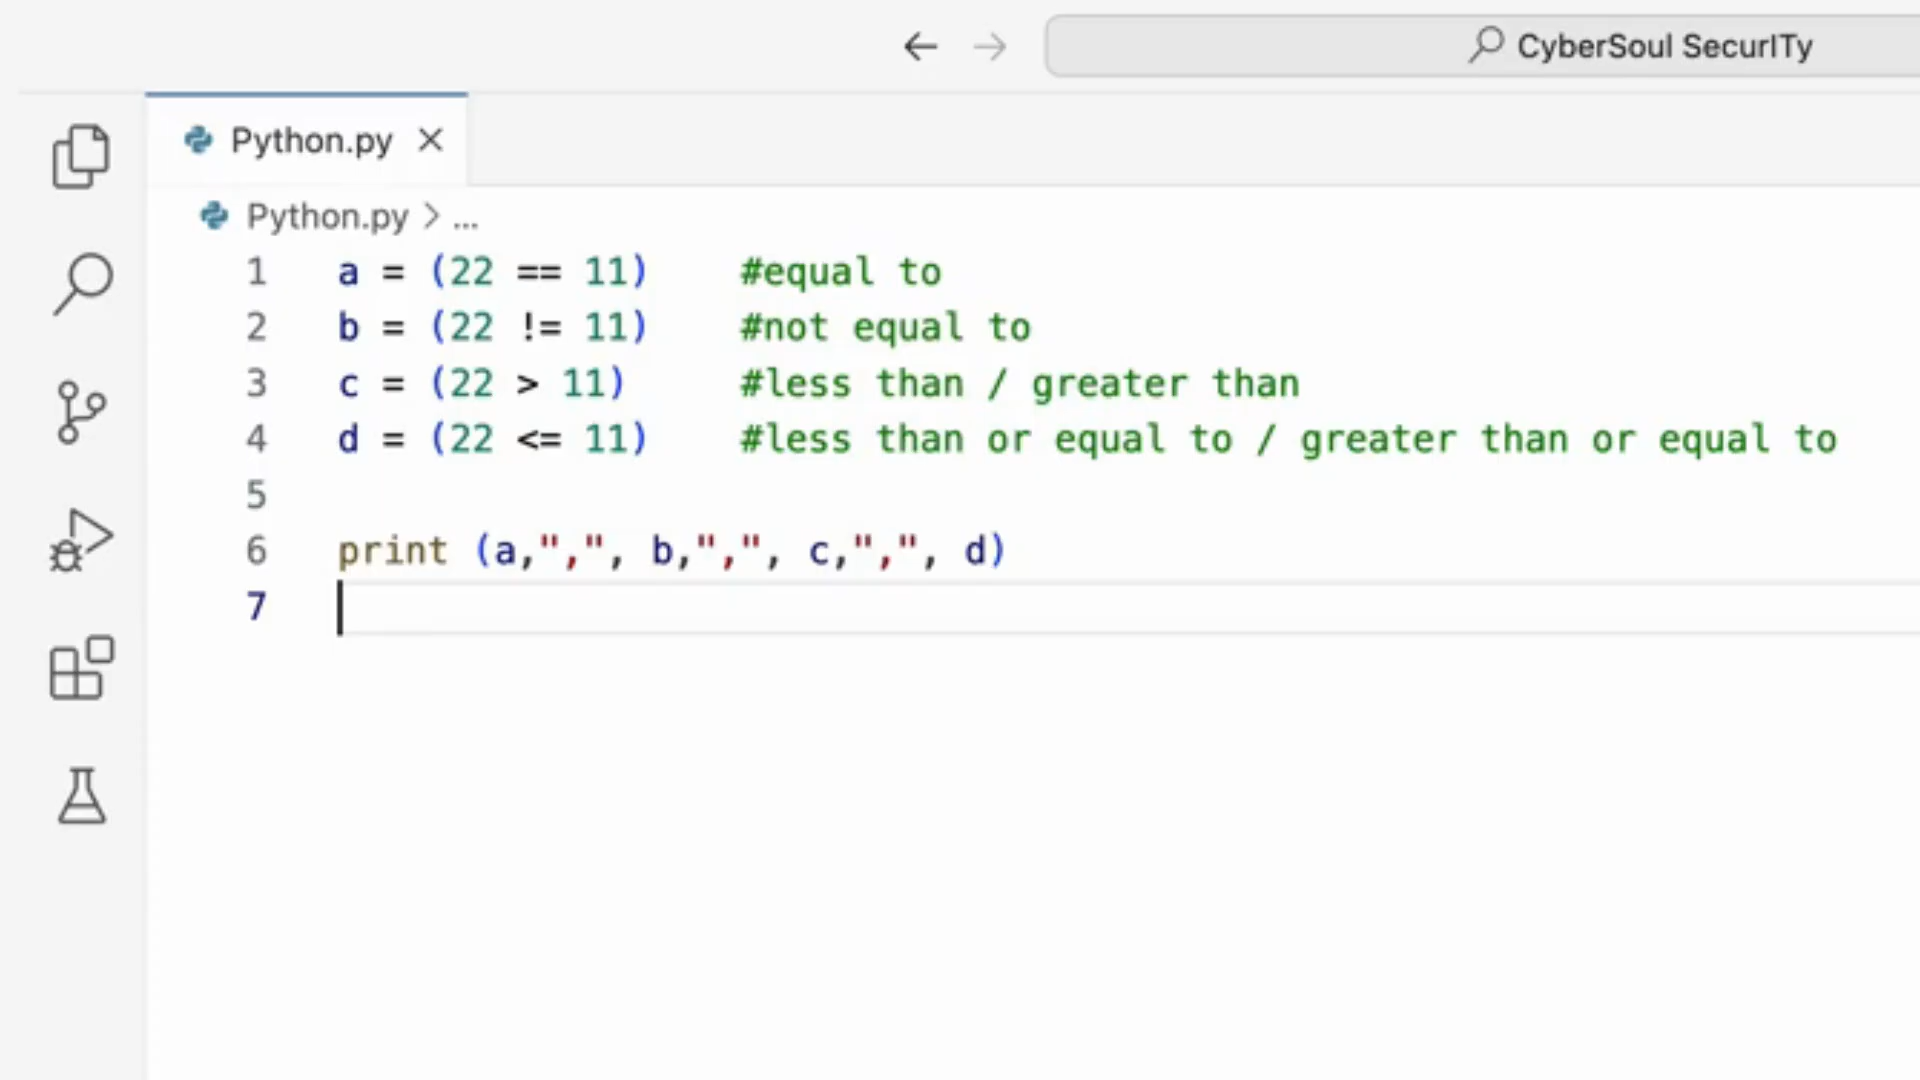 CyberSoul SecurITy
Python.py
Python.py > ...
1 a = (22 == 11) #equal to
2 b = (22 != 11) #not equal to
3 c = (22 > 11) #less than / greater than
4 d = (22 <= 11) #less than or equal to / greater than or equal to
5
6 print (a,",", b,",", c,",", d)
7